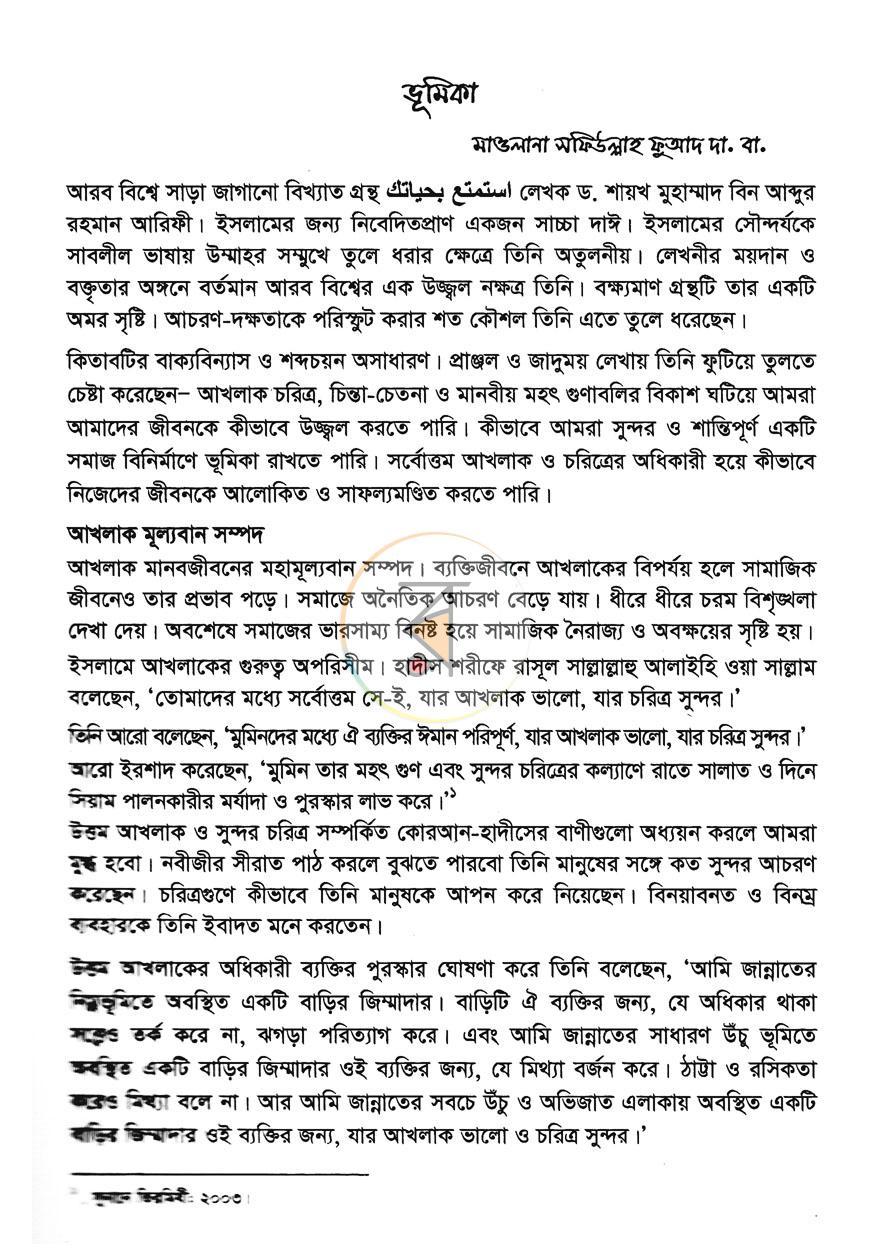 ভূমিকা
মাওলানা সফিউল্লাহ ফুআদ দা. বা.
আরব বিশ্বে সাড়া জাগানো বিখ্যাত গ্রন্থ استمتع بحياتك লেখক ড. শায়খ মুহাম্মাদ বিন আব্দুর
রহমান আরিফী। ইসলামের জন্য নিবেদিতপ্রাণ একজন সাচ্চা দাঈ। ইসলামের সৌন্দর্যকে
সাবলীল ভাষায় উম্মাহর সম্মুখে তুলে ধরার ক্ষেত্রে তিনি অতুলনীয়। লেখনীর ময়দান ও
বক্তৃতার অঙ্গনে বর্তমান আরব বিশ্বের এক উজ্জ্বল নক্ষত্র তিনি। বক্ষ্যমাণ গ্রন্থটি তার একটি
অমর সৃষ্টি। আচরণ-দক্ষতাকে পরিস্ফুট করার শত কৌশল তিনি এতে তুলে ধরেছেন।
কিতাবটির বাক্যবিন্যাস ও শব্দচয়ন অসাধারণ। প্রাঞ্জল ও জাদুময় লেখায় তিনি ফুটিয়ে তুলতে
চেষ্টা করেছেন– আখলাক চরিত্র, চিন্তা-চেতনা ও মানবীয় মহৎ গুণাবলির বিকাশ ঘটিয়ে আমরা
আমাদের জীবনকে কীভাবে উজ্জ্বল করতে পারি। কীভাবে আমরা সুন্দর ও শান্তিপূর্ণ একটি
সমাজ বিনির্মাণে ভূমিকা রাখতে পারি। সর্বোত্তম আখলাক ও চরিত্রের অধিকারী হয়ে কীভাবে
নিজেদের জীবনকে আলোকিত ও সাফল্যমণ্ডিত করতে পারি।
আখলাক মূল্যবান সম্পদ
আখলাক মানবজীবনের মহামূল্যবান সম্পদ। ব্যক্তিজীবনে আখলাকের বিপর্যয় হলে সামাজিক
জীবনেও তার প্রভাব পড়ে। সমাজে অনৈতিক আচরণ বেড়ে যায়। ধীরে ধীরে চরম বিশৃঙ্খলা
দেখা দেয়। অবশেষে সমাজের ভারসাম্য বিনষ্ট হয়ে সামাজিক নৈরাজ্য ও অবক্ষয়ের সৃষ্টি হয়।
ইসলামে আখলাকের গুরুত্ব অপরিসীম। হাদীস শরীফে রাসূল সাল্লাল্লাহু আলাইহি ওয়া সাল্লাম
বলেছেন, ‘তোমাদের মধ্যে সর্বোত্তম সে-ই, যার আখলাক ভালো, যার চরিত্র সুন্দর।’
তিনি আরো বলেছেন, ‘মুমিনদের মধ্যে ঐ ব্যক্তির ঈমান পরিপূর্ণ, যার আখলাক ভালো, যার চরিত্র সুন্দর।’
আরো ইরশাদ করেছেন, ‘মুমিন তার মহৎ গুণ এবং সুন্দর চরিত্রের কল্যাণে রাতে সালাত ও দিনে
সিয়াম পালনকারীর মর্যাদা ও পুরস্কার লাভ করে।’১
উত্তম আখলাক ও সুন্দর চরিত্র সম্পর্কিত কোরআন-হাদীসের বাণীগুলো অধ্যয়ন করলে আমরা
মুগ্ধ হবো। নবীজীর সীরাত পাঠ করলে বুঝতে পারবো তিনি মানুষের সঙ্গে কত সুন্দর আচরণ
করেছেন। চরিত্রগুণে কীভাবে তিনি মানুষকে আপন করে নিয়েছেন। বিনয়াবনত ও বিনম্র
ব্যবহারকে তিনি ইবাদত মনে করতেন।
উত্তম আখলাকের অধিকারী ব্যক্তির পুরস্কার ঘোষণা করে তিনি বলেছেন, ‘আমি জান্নাতের
নিম্নভূমিতে অবস্থিত একটি বাড়ির জিম্মাদার। বাড়িটি ঐ ব্যক্তির জন্য, যে অধিকার থাকা
সত্ত্বেও তর্ক করে না, ঝগড়া পরিত্যাগ করে। এবং আমি জান্নাতের সাধারণ উঁচু ভূমিতে
অবস্থিত একটি বাড়ির জিম্মাদার ওই ব্যক্তির জন্য, যে মিথ্যা বর্জন করে। ঠাট্টা ও রসিকতা
করেও মিথ্যা বলে না। আর আমি জান্নাতের সবচে উঁচু ও অভিজাত এলাকায় অবস্থিত একটি
বাড়ির জিম্মাদার ওই ব্যক্তির জন্য, যার আখলাক ভালো ও চরিত্র সুন্দর।’
সুনানে তিরমিযী: ২০০৩।